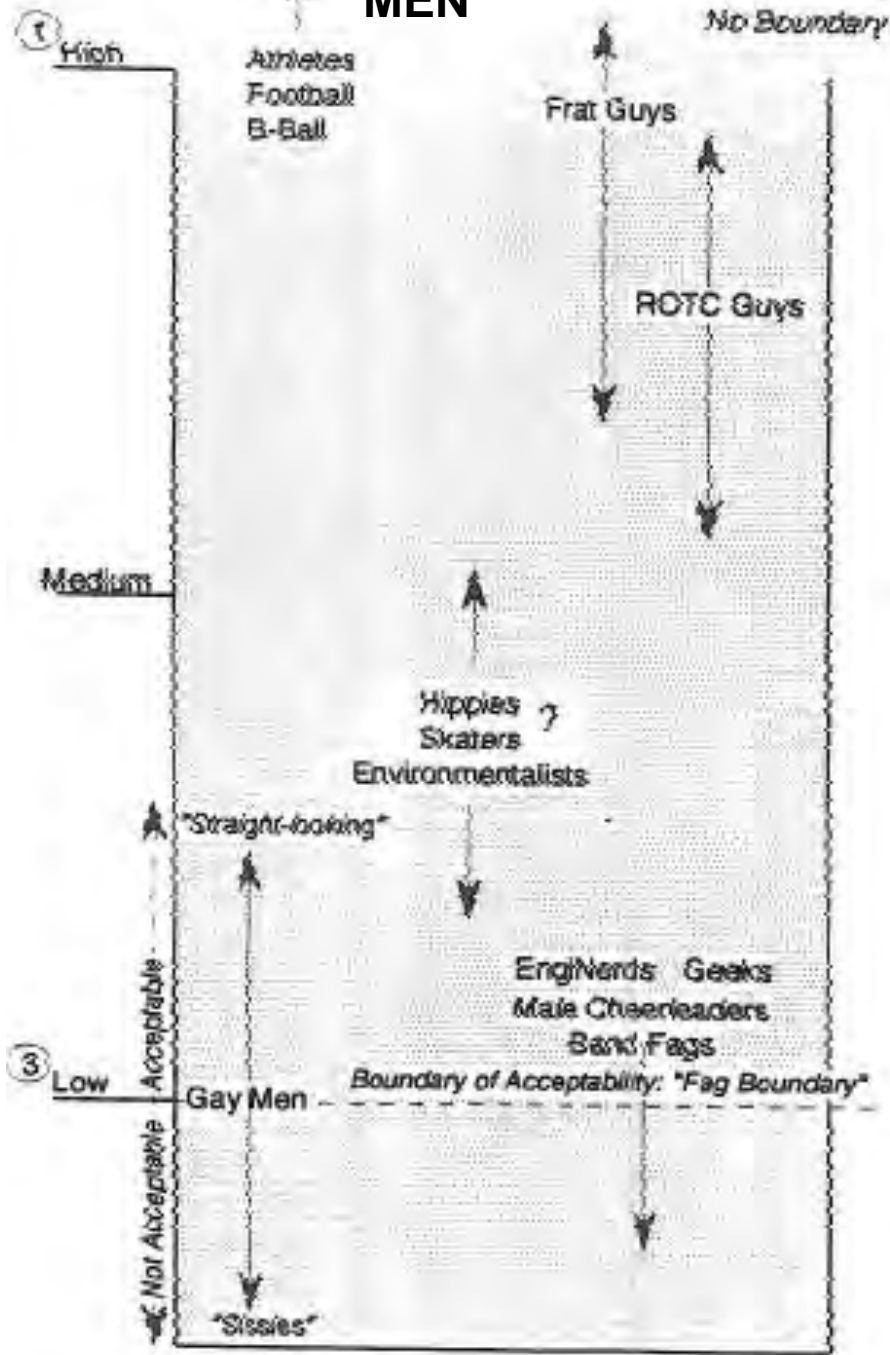 MEN
No Boundary
1
High
Athletes
Football
B-Ball
Frat Guys
ROTC Guys
Medium
Hippies ?
Skaters
Environmentalists
"Straight-looking"
Acceptable
EngiNerds Geeks
Male Cheerleaders
Band Fags
3
Low
Boundary of Acceptability: "Fag Boundary"
Gay Men
Not Acceptable
"Sissies"